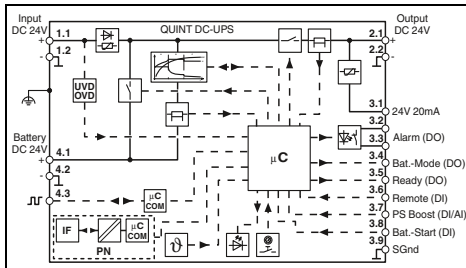 Input
DC 24V
QUINT DC-UPS
Output
DC 24V
1.1
+
1.2
-
2.1
+
2.2
-
UVD
OVD
3.1
24V 20mA
3.2
Alarm (DO)
3.3
Battery
DC 24V
4.1
+
4.2
-
4.3
µC
3.4
Bat.-Mode (DO)
3.5
Ready (DO)
3.6
Remote (DI)
3.7
PS Boost (DI/AI)
3.8
Bat.-Start (DI)
3.9
SGnd
µC
COM
PN
IF
µC
COM
ϑ